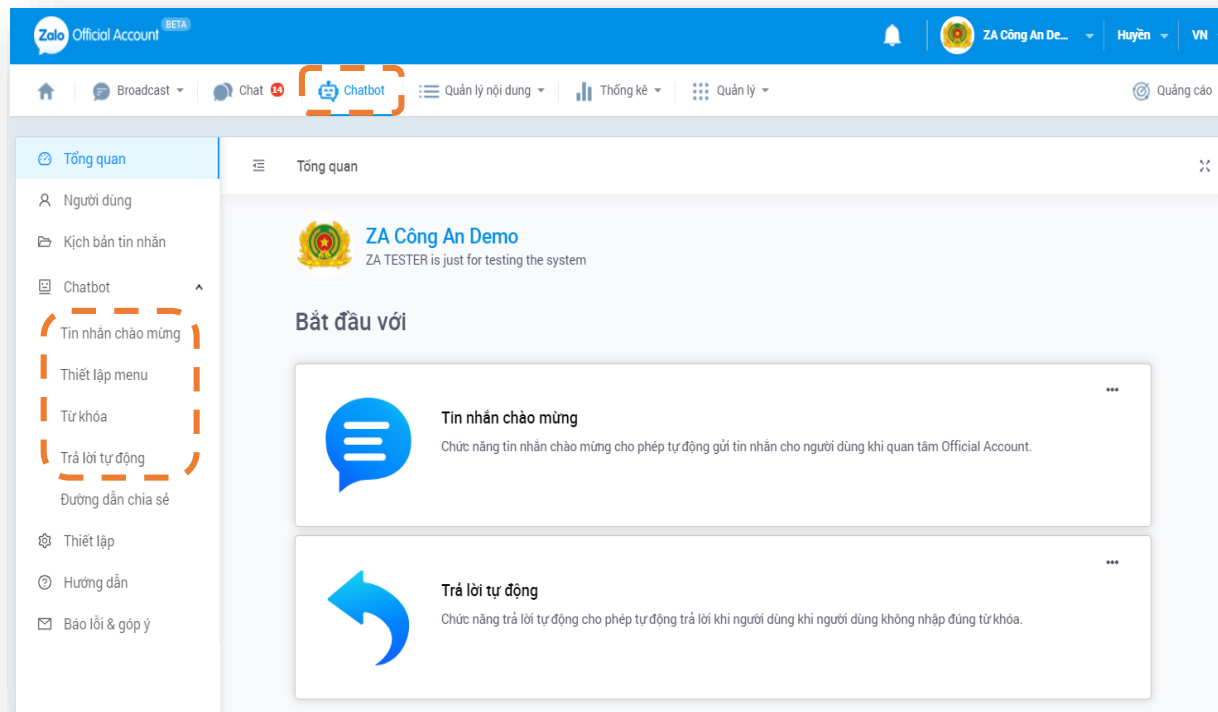 Zalo Official Account BETA
ZA Công An De... Huyền VN
Broadcast Chat 14 Chatbot Quản lý nội dung Thống kê Quản lý Quảng cáo
Tổng quan
Người dùng
Kịch bản tin nhắn
Chatbot
Tin nhắn chào mừng
Thiết lập menu
Từ khóa
Trả lời tự động
Đường dẫn chia sẻ
Thiết lập
Hướng dẫn
Báo lỗi & góp ý
Tổng quan
ZA Công An Demo
ZA TESTER is just for testing the system
Bắt đầu với
Tin nhắn chào mừng
Chức năng tin nhắn chào mừng cho phép tự động gửi tin nhắn cho người dùng khi quan tâm Official Account.
Trả lời tự động
Chức năng trả lời tự động cho phép tự động trả lời khi người dùng khi người dùng không nhập đúng từ khóa.